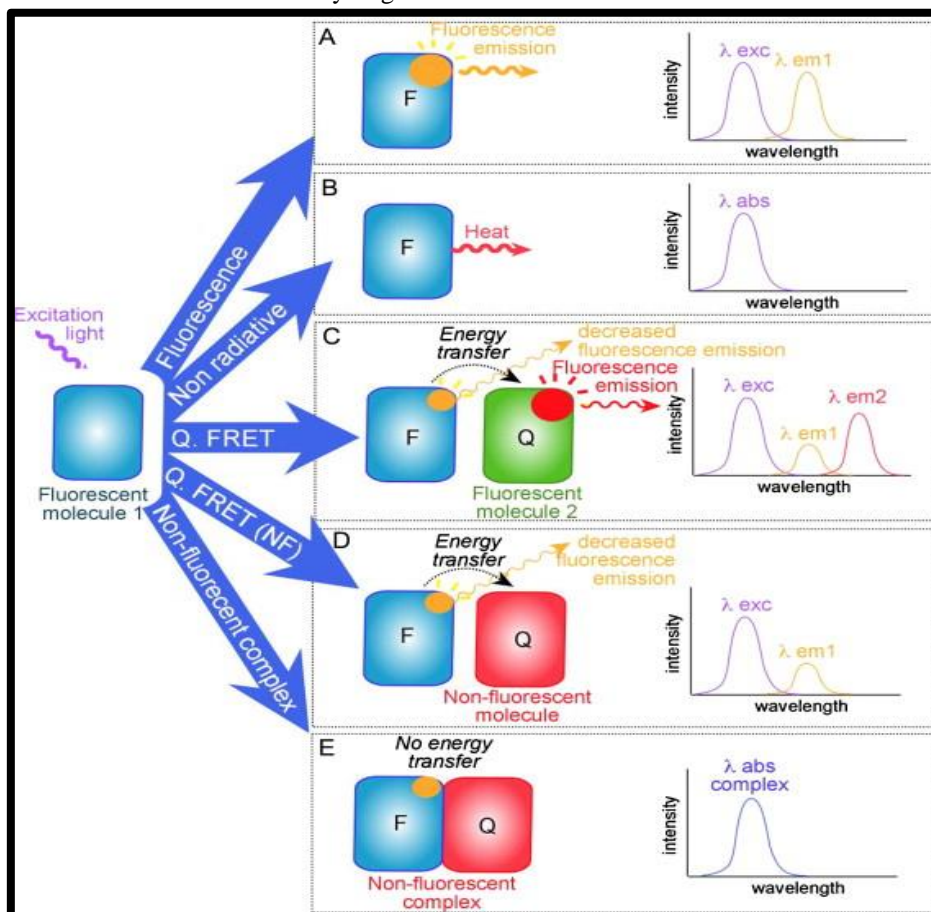 A
Fluorescence
emission
F
λ exc
λ em1
intensity
wavelength
B
F
Heat
λ abs
intensity
wavelength
Excitation
light
Fluorescent
molecule 1
Fluorescence
Non radiative
Q. FRET
Q. FRET (NF)
Non-fluorecent complex
C
Energy
transfer
decreased
fluorescence emission
Fluorescence
emission
F
Q
Fluorescent
molecule 2
λ exc
λ em1
λ em2
intensity
wavelength
D
Energy
transfer
decreased
fluorescence
emission
F
Q
Non-fluorescent
molecule
λ exc
λ em1
intensity
wavelength
E
No energy
transfer
F
Q
Non-fluorescent
complex
λ abs
complex
intensity
wavelength